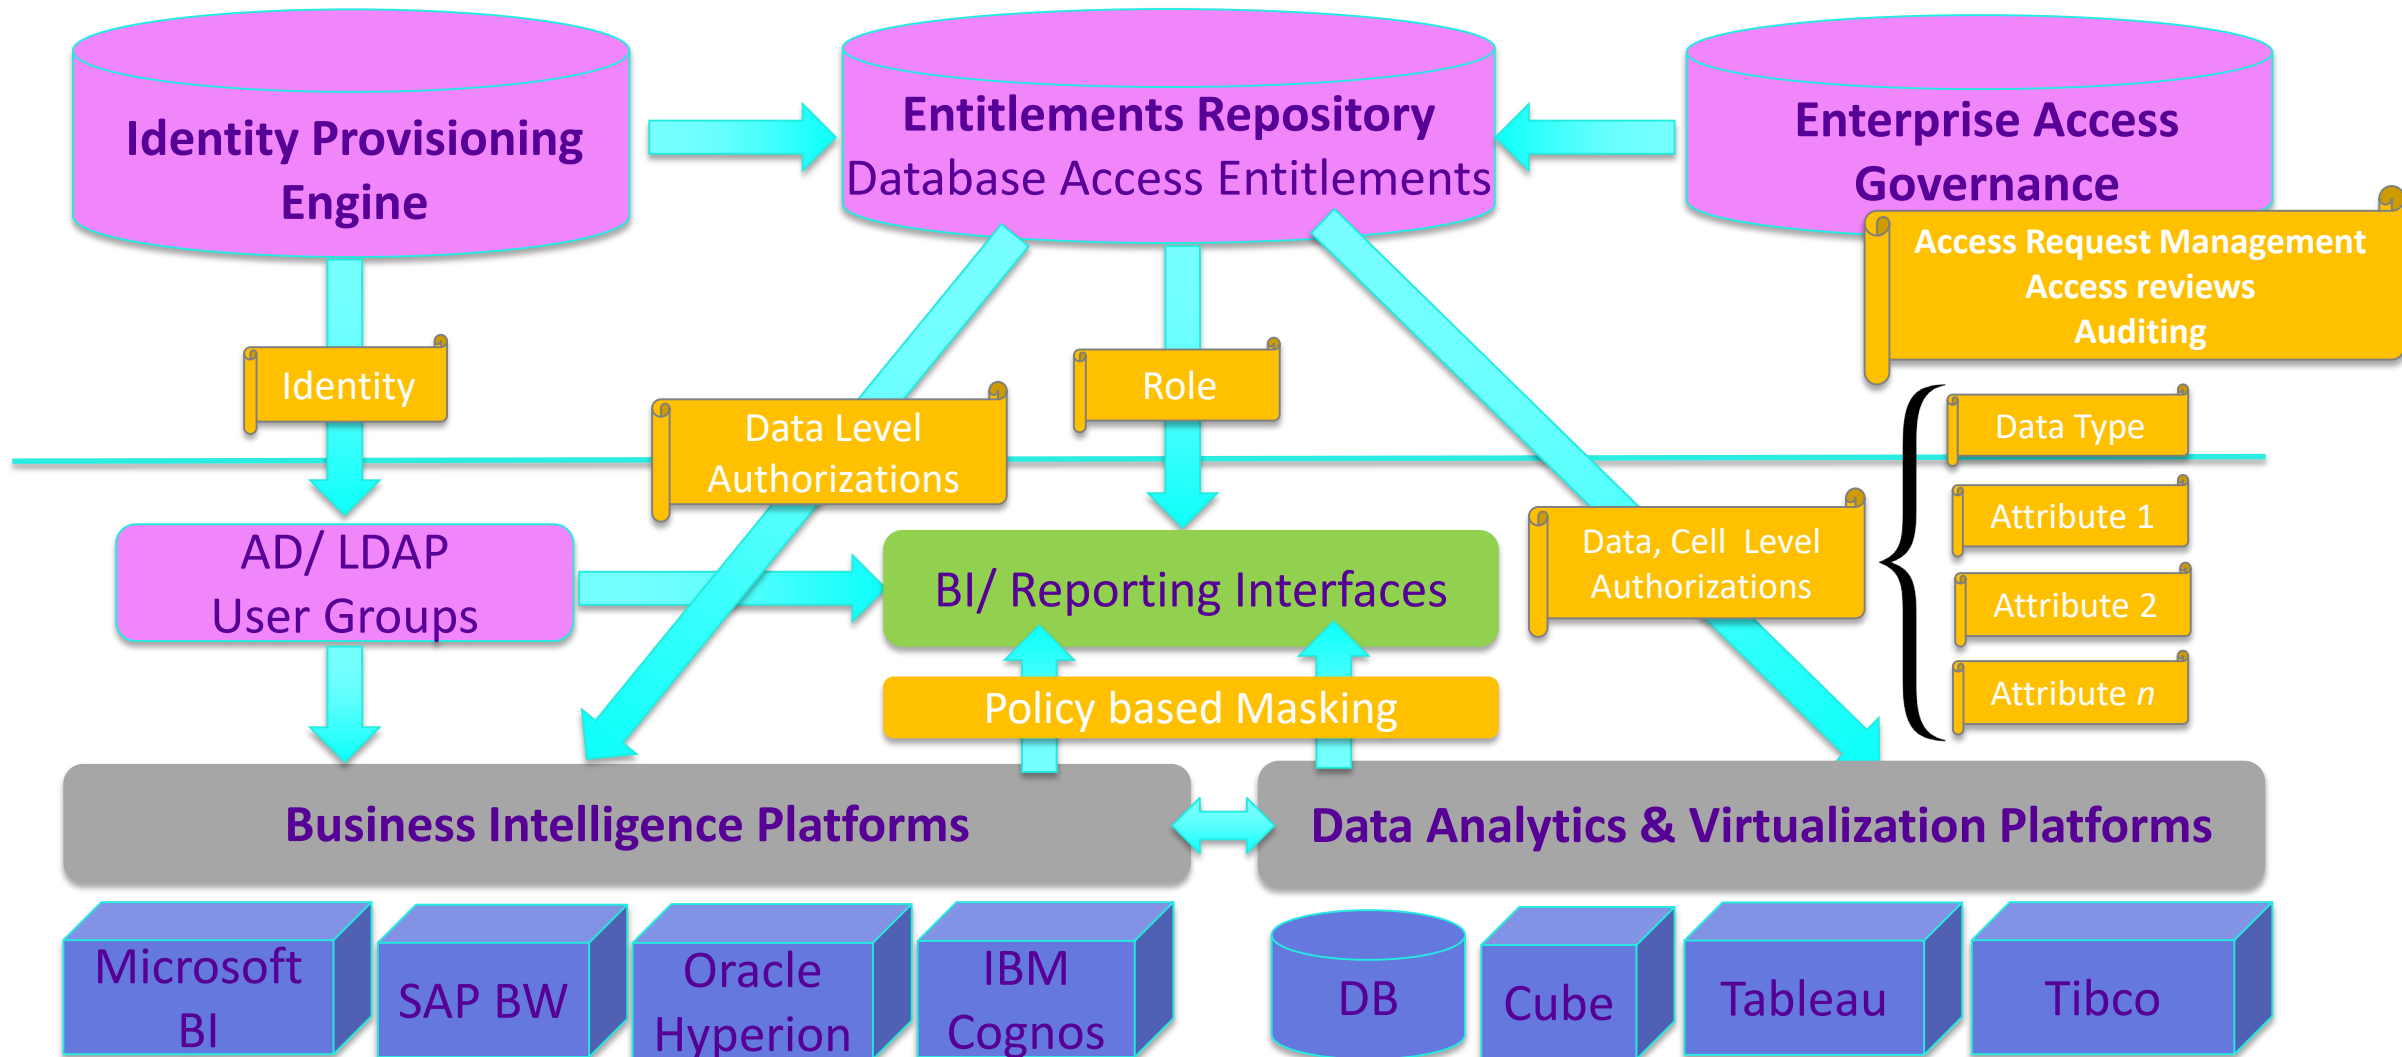 Identity Provisioning
Engine
Entitlements Repository
Database Access Entitlements
Enterprise Access
Governance
Access Request Management
Access reviews
Auditing
Identity
Data Level
Authorizations
Role
Data Type
Attribute 1
Attribute 2
Attribute n
Data, Cell  Level
Authorizations
AD/ LDAP
User Groups
BI/ Reporting Interfaces
Policy based Masking
Business Intelligence Platforms
Data Analytics & Virtualization Platforms
Microsoft
BI
SAP BW
Oracle
Hyperion
IBM
Cognos
DB
Cube
Tableau
Tibco